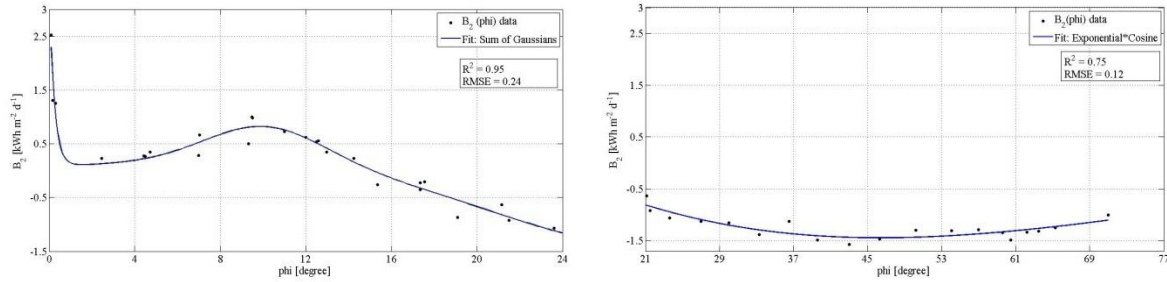 3
2.5
1.5
0.5
-0.5
-1.5
B2 [kWh m-2 d-1]
B2 (phi) data
Fit: Sum of Gaussians
R2 = 0.95
RMSE = 0.24
0 4 8 12 16 20 24
phi [degree]
3
2.5
1.5
0.5
-0.5
-1.5
B2 [kWh m-2 d-1]
B2(phi) data
Fit: Exponential*Cosine
R2 = 0.75
RMSE = 0.12
21 29 37 45 53 61 69 77
phi [degree]